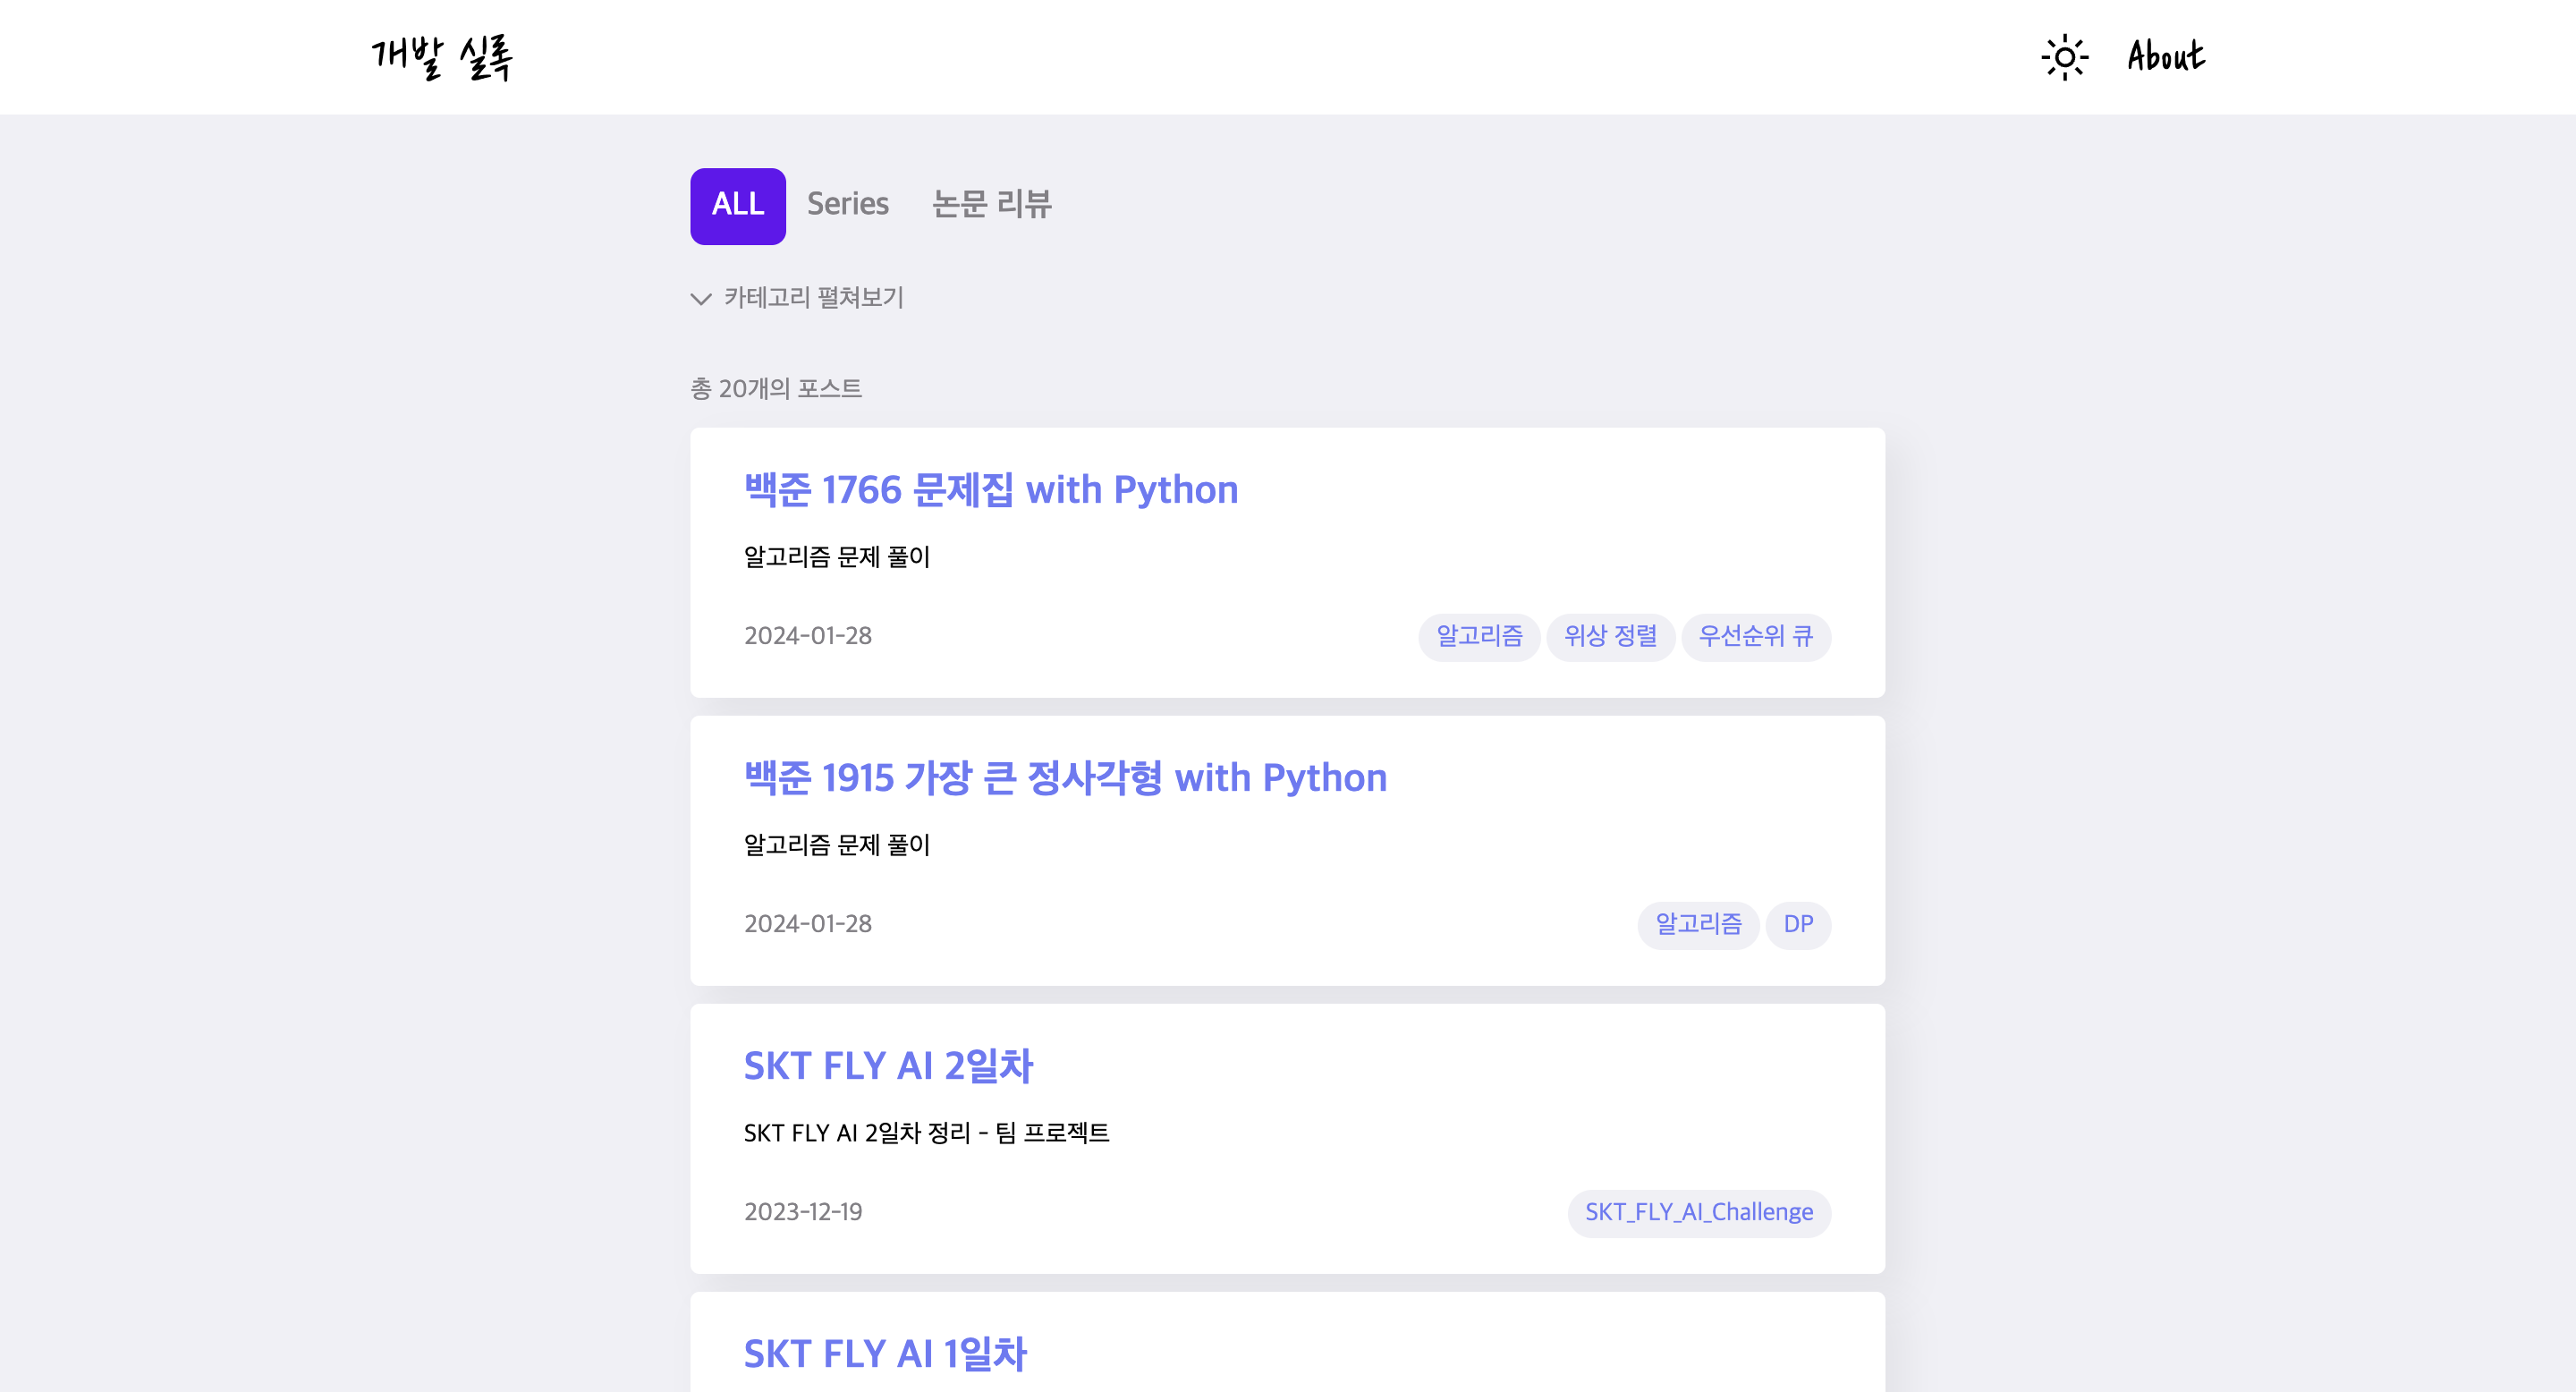 개발 실록
About
ALL Series 논문 리뷰
카테고리 펼쳐보기
총 20개의 포스트
백준 1766 문제집 with Python
알고리즘 문제 풀이
2024-01-28 알고리즘 위상 정렬 우선순위 큐
백준 1915 가장 큰 정사각형 with Python
알고리즘 문제 풀이
2024-01-28 알고리즘 DP
SKT FLY AI 2일차
SKT FLY AI 2일차 정리 - 팀 프로젝트
2023-12-19 SKT_FLY_AI_Challenge
SKT FLY AI 1일차